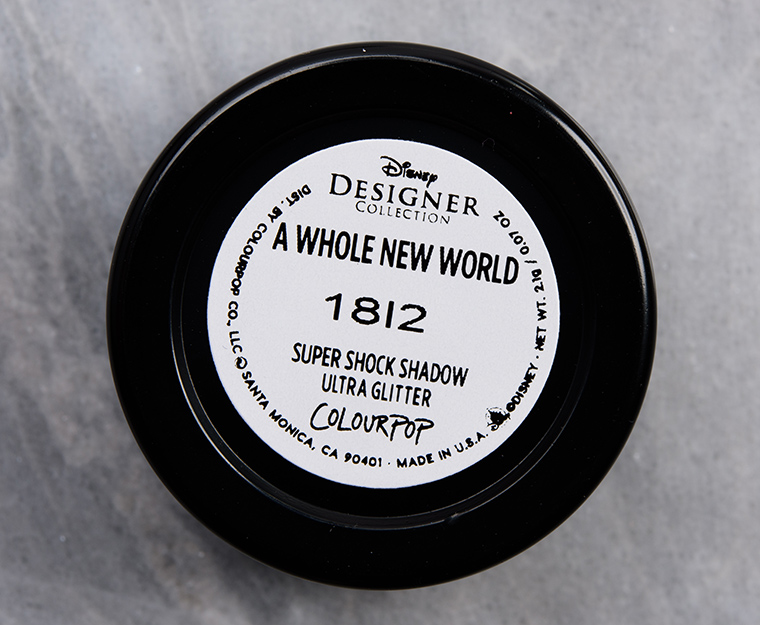 Disney
DESIGNER
COLLECTION
A WHOLE NEW WORLD
18I2
SUPER SHOCK SHADOW
ULTRA GLITTER
COLOURPOP
DIST. BY COLOURPOP CO., LLC © SANTA MONICA, CA 90401 · MADE IN U.S.A. ©DISNEY · NET WT. 2.1g / 0.07 OZ